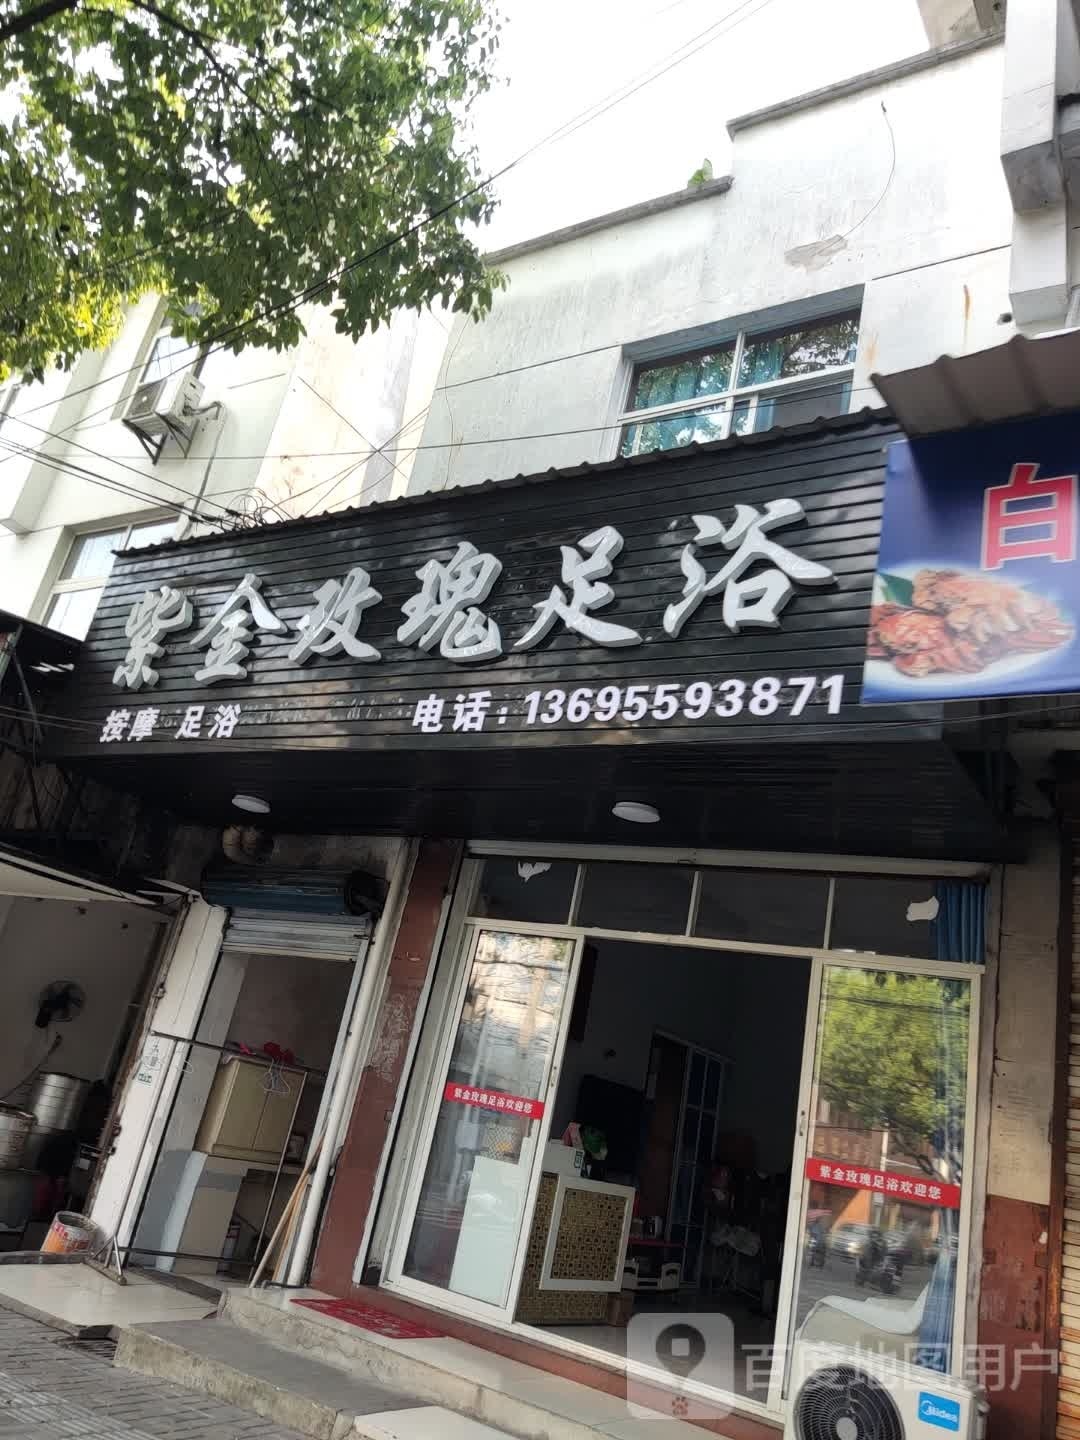 紫金玫瑰足浴
按摩 足浴
电话：13695593871
白
紫金玫瑰足浴欢迎您
紫金玫瑰足浴欢迎您
Midea
百度地图用户